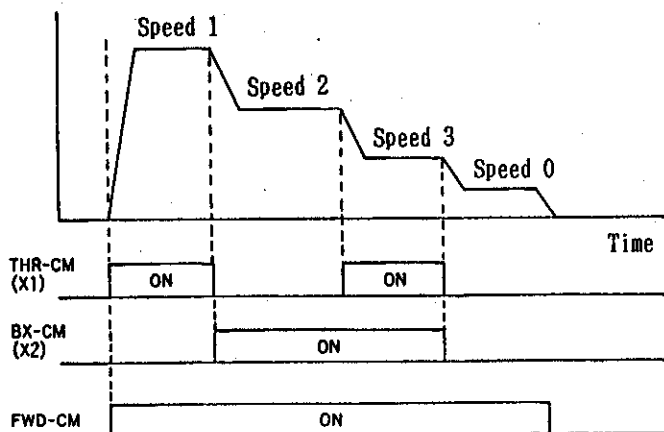 Speed 1
Speed 2
Speed 3
Speed 0
Time
THR-CM
(X1)
ON
ON
BX-CM
(X2)
ON
FWD-CM
ON